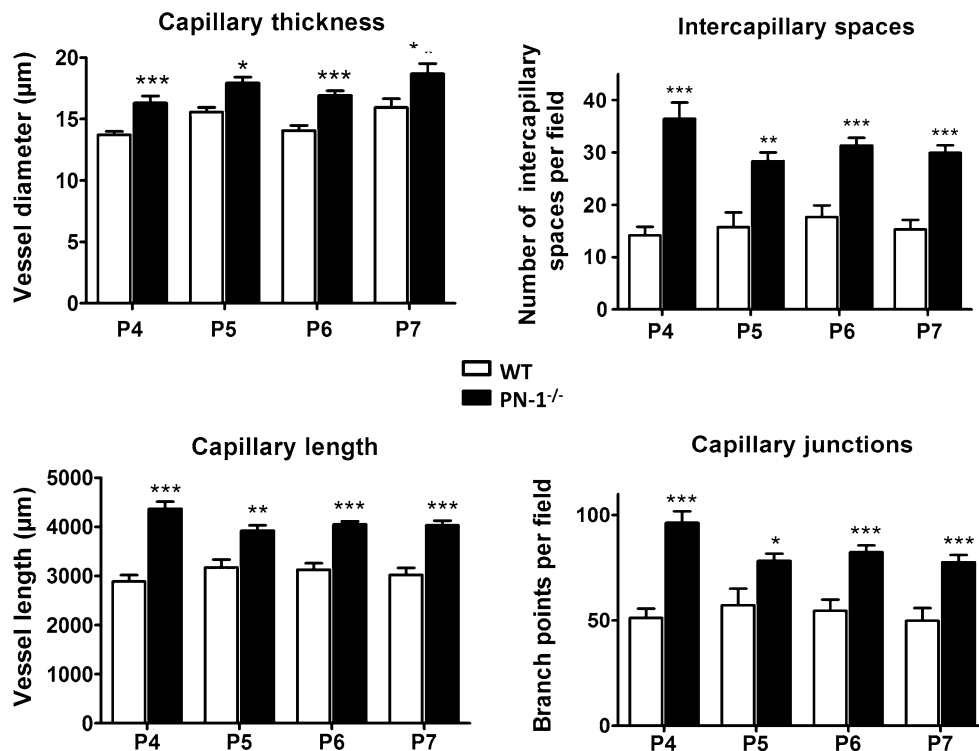 Capillary thickness
Vessel diameter (µm)
20
15
10
5
0
***
*
***
*
P4
P5
P6
P7
Intercapillary spaces
Number of intercapillary
spaces per field
40
30
20
10
0
***
**
***
***
P4
P5
P6
P7
WT
PN-1-/-
Capillary length
Vessel length (µm)
5000
4000
3000
2000
1000
0
***
**
***
***
P4
P5
P6
P7
Capillary junctions
Branch points per field
100
50
0
***
*
***
***
P4
P5
P6
P7